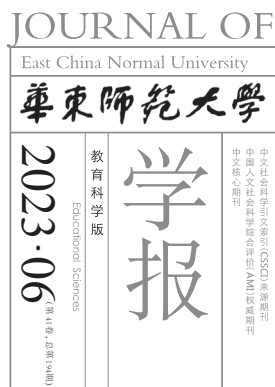 JOURNAL OF
East China Normal University
華東師範大學
学报
教育科学版
Educational Sciences
2023·06
(第41卷,总第194期)
中文社会科学引文索引(CSSCI)来源期刊
中国人文社会科学综合评价(AMI)权威期刊
中文核心期刊